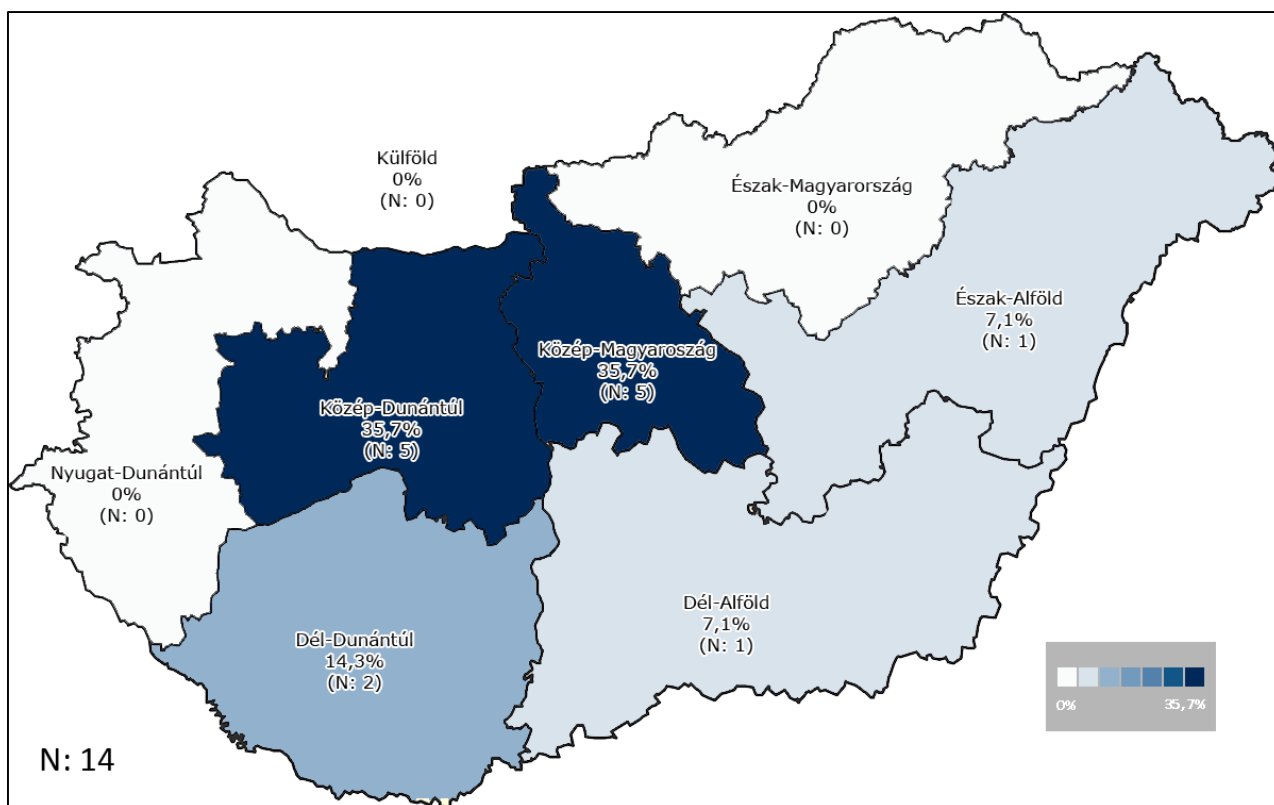 Külföld
0%
(N: 0)
Észak-Magyarország
0%
(N: 0)
Észak-Alföld
7,1%
(N: 1)
Közép-Magyaroszág
35,7%
(N: 5)
Közép-Dunántúl
35,7%
(N: 5)
Nyugat-Dunántúl
0%
(N: 0)
Dél-Alföld
7,1%
(N: 1)
Dél-Dunántúl
14,3%
(N: 2)
0% 35,7%
N: 14